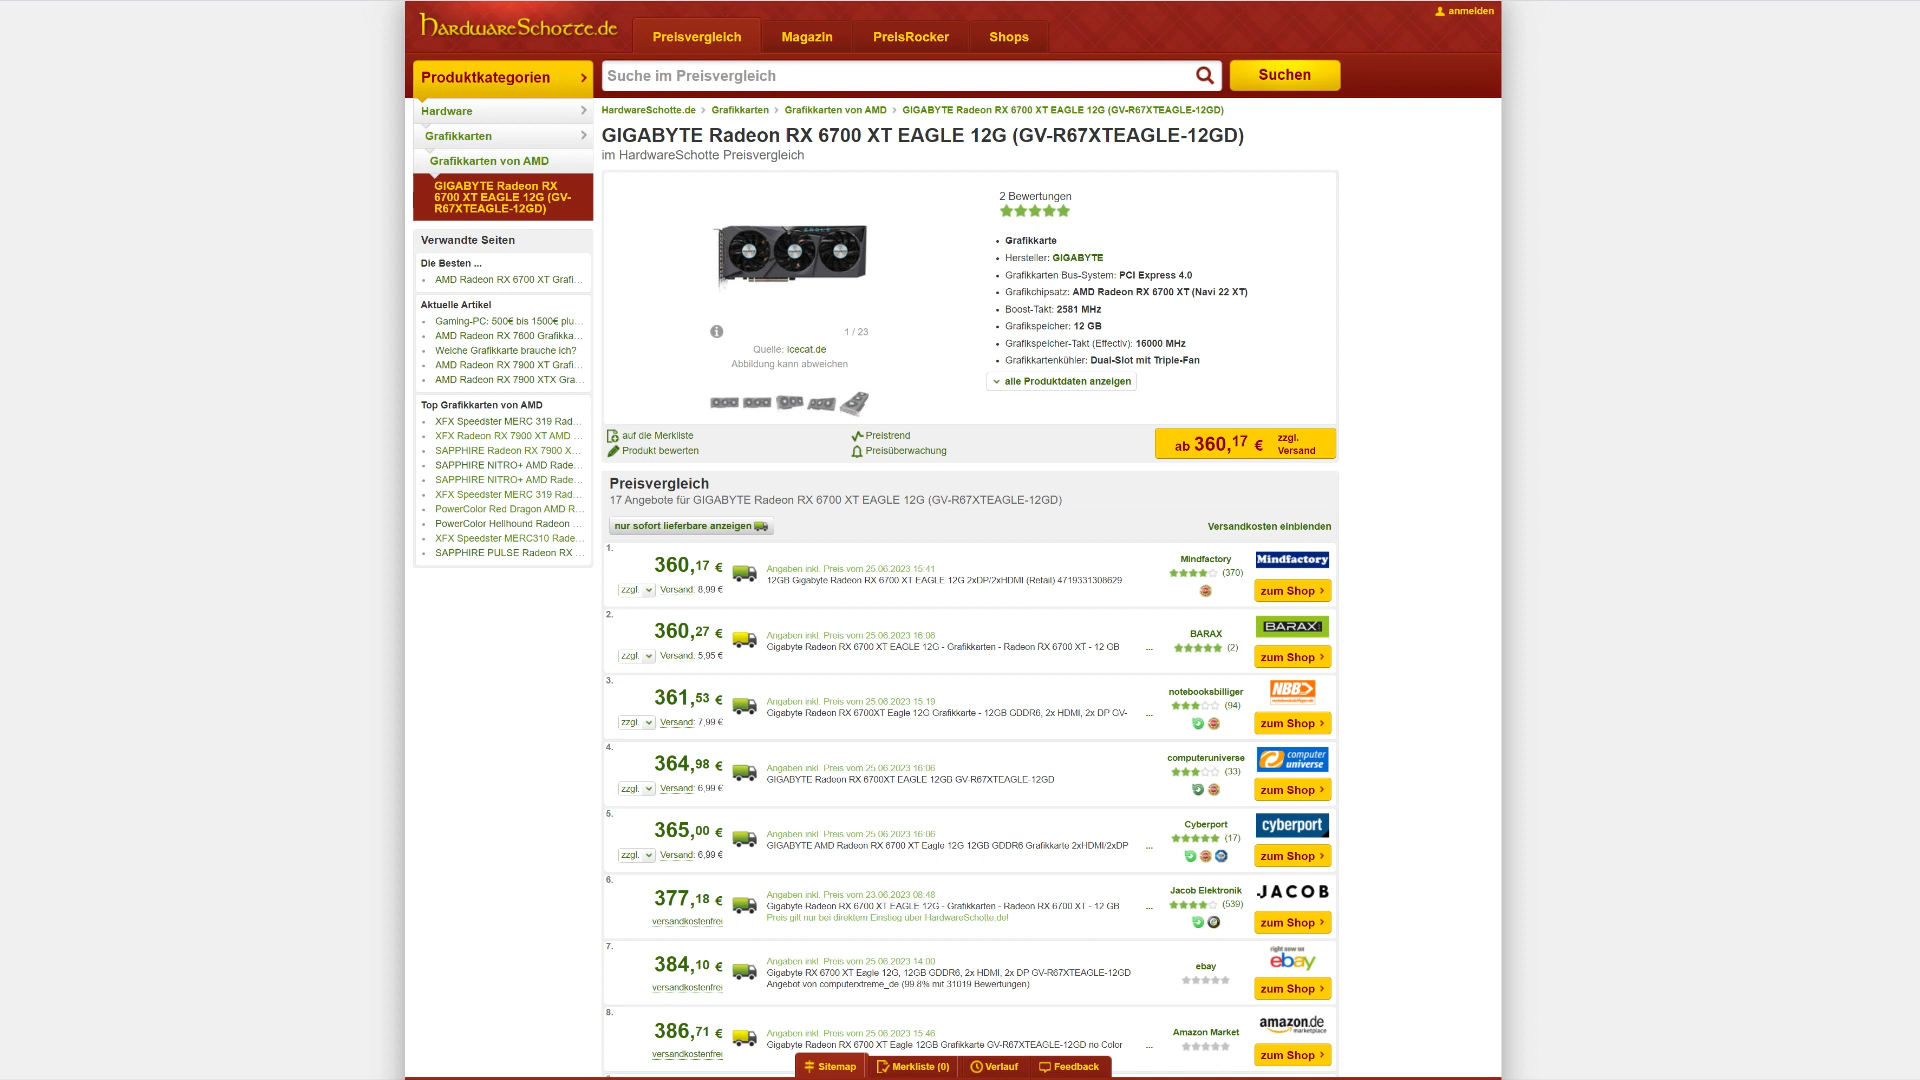 HardwareSchotte.de
Preisvergleich
Magazin
PreisRocker
Shops
anmelden
Produktkategorien
Suche im Preisvergleich
Suchen
Hardware
Grafikkarten
Grafikkarten von AMD
GIGABYTE Radeon RX 6700 XT EAGLE 12G (GV-R67XTEAGLE-12GD)
Verwandte Seiten
Die Besten ...
AMD Radeon RX 6700 XT Grafi...
Aktuelle Artikel
Gaming-PC: 500€ bis 1500€ plu...
AMD Radeon RX 7600 Grafikka...
Welche Grafikkarte brauche ich?
AMD Radeon RX 7900 XT Grafi...
AMD Radeon RX 7900 XTX Gra...
Top Grafikkarten von AMD
XFX Speedster MERC 319 Rad...
XFX Radeon RX 7900 XT AMD ...
SAPPHIRE Radeon RX 7900 X...
SAPPHIRE NITRO+ AMD Rade...
SAPPHIRE NITRO+ AMD Rade...
XFX Speedster MERC 319 Rad...
PowerColor Red Dragon AMD R...
PowerColor Hellhound Radeon ...
XFX Speedster MERC310 Rade...
SAPPHIRE PULSE Radeon RX ...
HardwareSchotte.de > Grafikkarten > Grafikkarten von AMD > GIGABYTE Radeon RX 6700 XT EAGLE 12G (GV-R67XTEAGLE-12GD)
GIGABYTE Radeon RX 6700 XT EAGLE 12G (GV-R67XTEAGLE-12GD)
im HardwareSchotte Preisvergleich
1 / 23
Quelle: icecat.de
Abbildung kann abweichen
2 Bewertungen
Grafikkarte
Hersteller: GIGABYTE
Grafikkarten Bus-System: PCI Express 4.0
Grafikchipsatz: AMD Radeon RX 6700 XT (Navi 22 XT)
Boost-Takt: 2581 MHz
Grafikspeicher: 12 GB
Grafikspeicher-Takt (Effectiv): 16000 MHz
Grafikkartenkühler: Dual-Slot mit Triple-Fan
alle Produktdaten anzeigen
auf die Merkliste
Produkt bewerten
Preistrend
Preisüberwachung
ab 360,17 € zzgl. Versand
Preisvergleich
17 Angebote für GIGABYTE Radeon RX 6700 XT EAGLE 12G (GV-R67XTEAGLE-12GD)
nur sofort lieferbare anzeigen
Versandkosten einblenden
1.
360,17 €
zzgl. Versand: 8,99 €
Angaben inkl. Preis vom 25.06.2023 15:41
12GB Gigabyte Radeon RX 6700 XT EAGLE 12G 2xDP/2xHDMI (Retail) 4719331308629
Mindfactory
(370)
Mindfactory
zum Shop
2.
360,27 €
zzgl. Versand: 5,95 €
Angaben inkl. Preis vom 25.06.2023 16:08
Gigabyte Radeon RX 6700 XT EAGLE 12G - Grafikkarten - Radeon RX 6700 XT - 12 GB ...
BARAX
(2)
BARAX
zum Shop
3.
361,53 €
zzgl. Versand: 7,99 €
Angaben inkl. Preis vom 25.06.2023 15:19
Gigabyte Radeon RX 6700XT Eagle 12G Grafikkarte - 12GB GDDR6, 2x HDMI, 2x DP GV- ...
notebooksbilliger
(94)
NBB
zum Shop
4.
364,98 €
zzgl. Versand: 6,99 €
Angaben inkl. Preis vom 25.06.2023 16:06
GIGABYTE Radeon RX 6700XT EAGLE 12GB GV-R67XTEAGLE-12GD
computeruniverse
(33)
computer universe
zum Shop
5.
365,00 €
zzgl. Versand: 6,99 €
Angaben inkl. Preis vom 25.06.2023 16:06
GIGABYTE AMD Radeon RX 6700 XT Eagle 12G 12GB GDDR6 Grafikkarte 2xHDMI/2xDP ...
Cyberport
(17)
cyberport
zum Shop
6.
377,18 €
versandkostenfrei
Angaben inkl. Preis vom 23.06.2023 08:48
Gigabyte Radeon RX 6700 XT EAGLE 12G - Grafikkarten - Radeon RX 6700 XT - 12 GB ...
Preis gilt nur bei direktem Einstieg über HardwareSchotte.de!
Jacob Elektronik
(539)
JACOB
zum Shop
7.
384,10 €
versandkostenfrei
Angaben inkl. Preis vom 25.06.2023 14:00
Gigabyte RX 6700 XT Eagle 12G, 12GB GDDR6, 2x HDMI, 2x DP GV-R67XTEAGLE-12GD
Angebot von computerxtreme_de (99.8% mit 31019 Bewertungen)
ebay
right now on
ebay
zum Shop
8.
386,71 €
versandkostenfrei
Angaben inkl. Preis vom 25.06.2023 15:46
Gigabyte Radeon RX 6700 XT Eagle 12GB Grafikkarte GV-R67XTEAGLE-12GD no Color ...
Amazon Market
amazon.de
marketplace
zum Shop
Sitemap
Merkliste (0)
Verlauf
Feedback